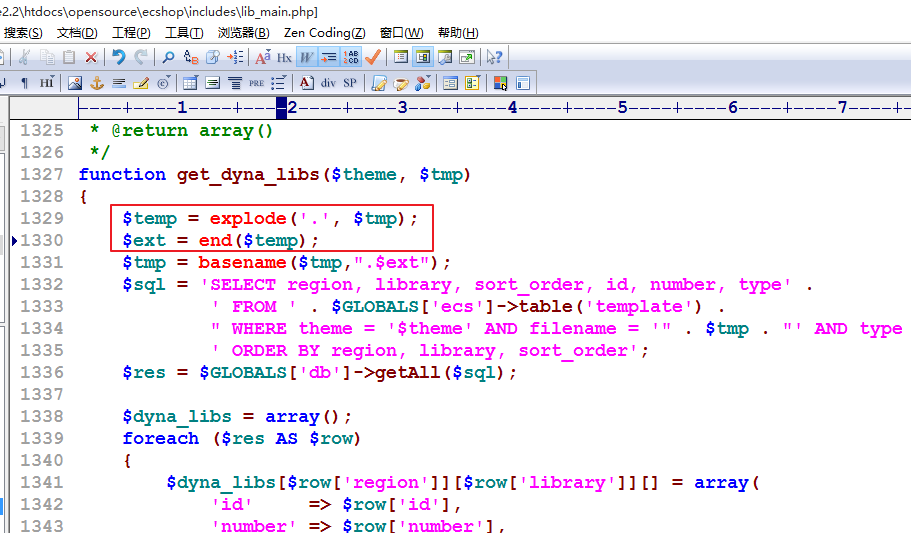 e2.2\htdocs\opensource\ecshop\includes\lib_main.php]
搜索(S) 文档(D) 工程(P) 工具(T) 浏览器(B) Zen Coding(Z) 窗口(W) 帮助(H)
Hx W
HI PRE A div SP
1 2 3 4 5 6 7
1325 * @return array()
1326 */
1327 function get_dyna_libs($theme, $tmp)
1328 {
1329 $temp = explode('.', $tmp);
1330 $ext = end($temp);
1331 $tmp = basename($tmp,".$ext");
1332 $sql = 'SELECT region, library, sort_order, id, number, type' .
1333 ' FROM ' . $GLOBALS['ecs']->table('template') .
1334 " WHERE theme = '$theme' AND filename = '" . $tmp . "' AND type
1335 ' ORDER BY region, library, sort_order';
1336 $res = $GLOBALS['db']->getAll($sql);
1337
1338 $dyna_libs = array();
1339 foreach ($res AS $row)
1340 {
1341 $dyna_libs[$row['region']][$row['library']][] = array(
1342 'id' => $row['id'],
1343 'number' => $row['number'],